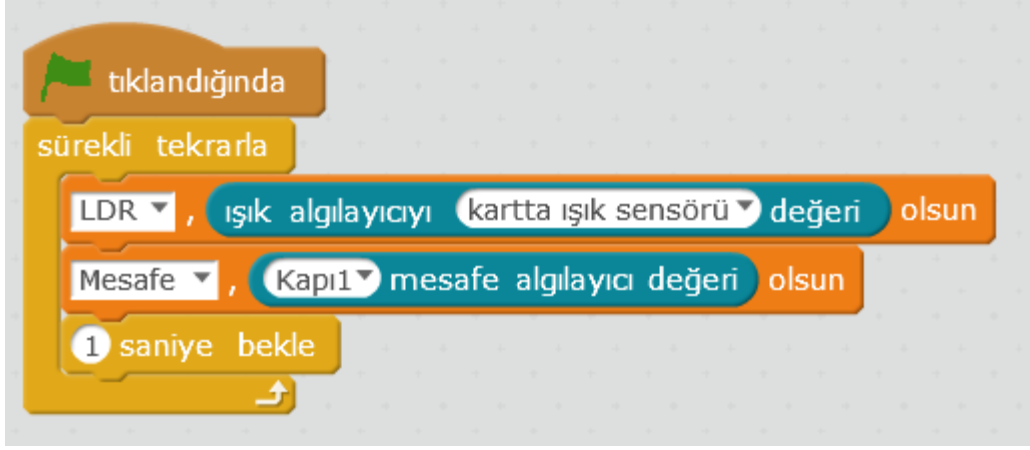 tıklandığında
sürekli tekrarla
LDR , ışık algılayıcıyı kartta ışık sensörü değeri olsun
Mesafe , Kapı1 mesafe algılayıcı değeri olsun
1 saniye bekle